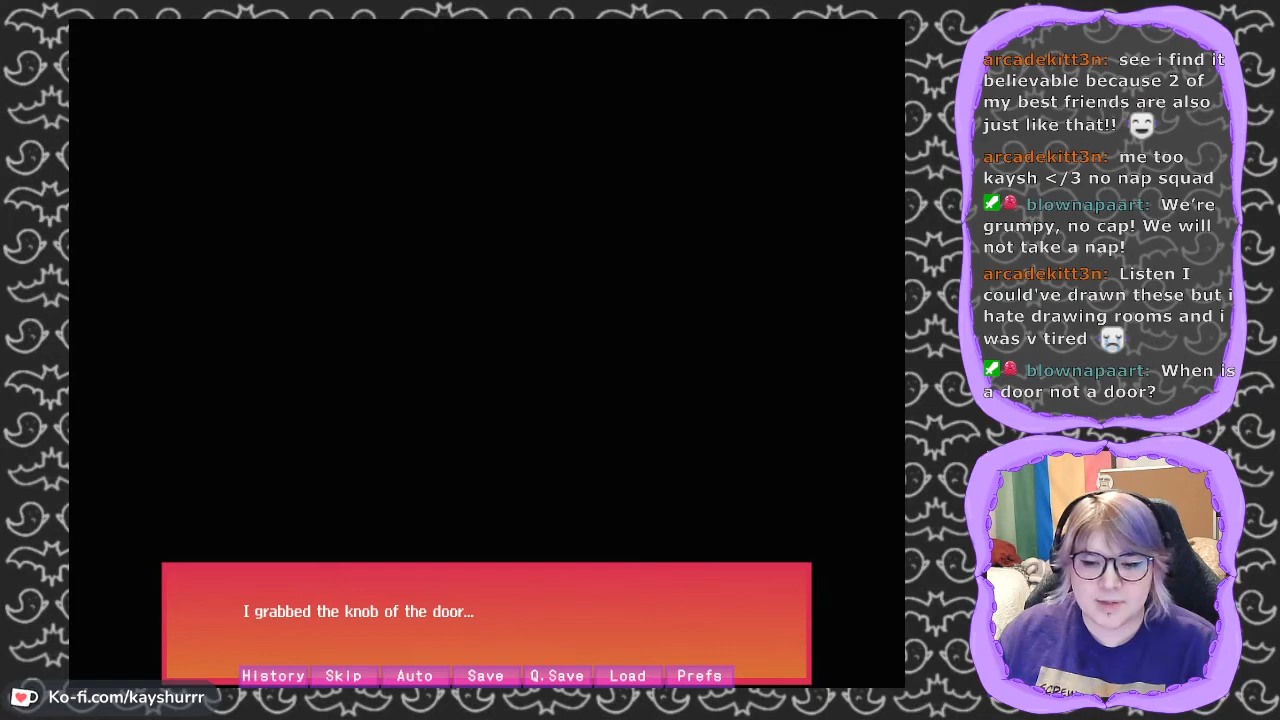 arcadekitt3n: see i find it
believable because 2 of
my best friends are also
just like that!!
arcadekitt3n: me too
kaysh </3 no nap squad
blownapaart: We’re
grumpy, no cap! We will
not take a nap!
arcadekitt3n: Listen I
could've drawn these but i
hate drawing rooms and i
was v tired
blownapaart: When is
a door not a door?
I grabbed the knob of the door...
History Skip Auto Save Q.Save Load Prefs
Ko-fi.com/kayshurrr